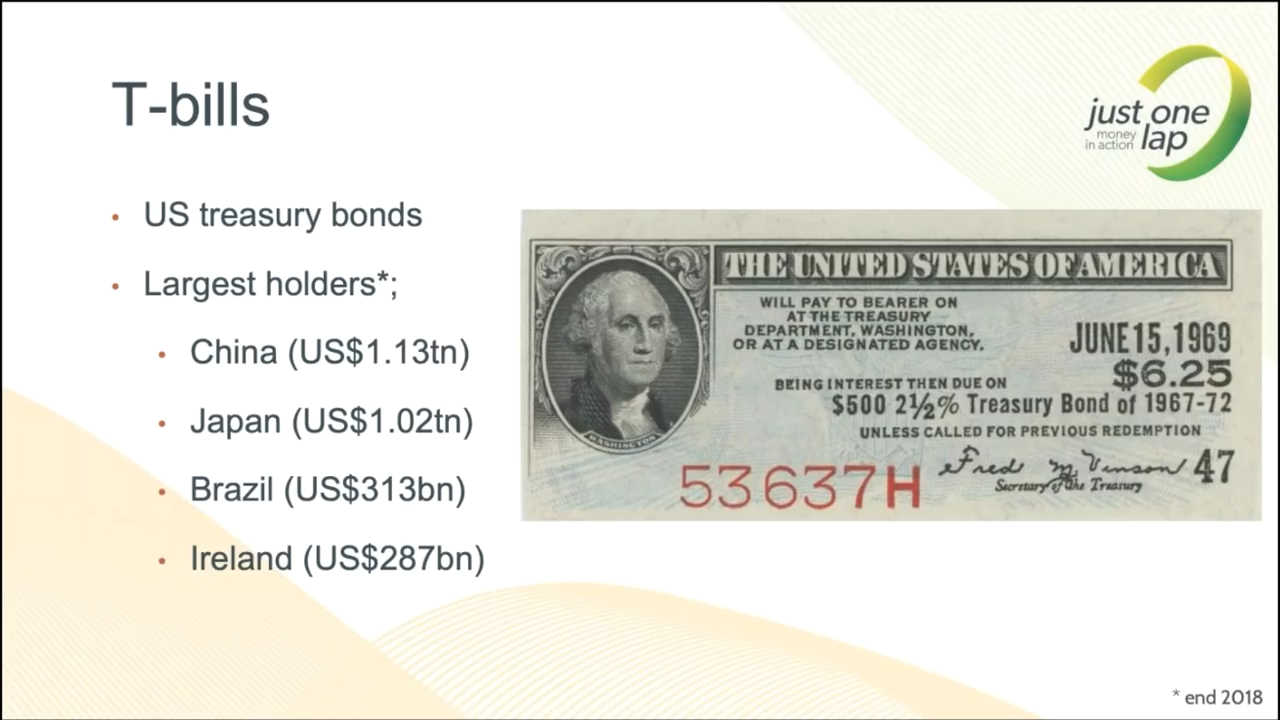 T-bills
just one
money
in action lap
US treasury bonds
Largest holders*;
China (US$1.13tn)
Japan (US$1.02tn)
Brazil (US$313bn)
Ireland (US$287bn)
THE UNITED STATES OF AMERICA
WILL PAY TO BEARER ON
AT THE TREASURY
DEPARTMENT, WASHINGTON,
OR AT A DESIGNATED AGENCY.
JUNE 15, 1969
$6.25
BEING INTEREST THEN DUE ON
$500 2½% Treasury Bond of 1967-72
UNLESS CALLED FOR PREVIOUS REDEMPTION
WASHINGTON
53637H
Fred M. Vinson 47
Secretary of the Treasury
* end 2018